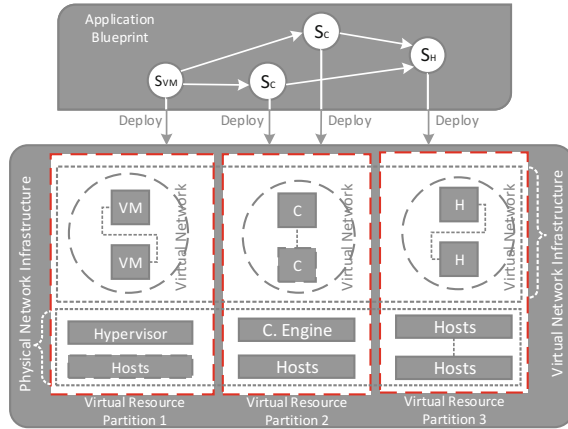 Application
Blueprint
SC
SH
SVM
SC
Deploy
Deploy
Deploy
Deploy
Physical Network Infrastructure
Virtual Network Infrastructure
VM
VM
Virtual Network
C
C
Virtual Network
H
H
Virtual Network
Hypervisor
Hosts
C. Engine
Hosts
Hosts
Hosts
Virtual Resource
Partition 1
Virtual Resource
Partition 2
Virtual Resource
Partition 3